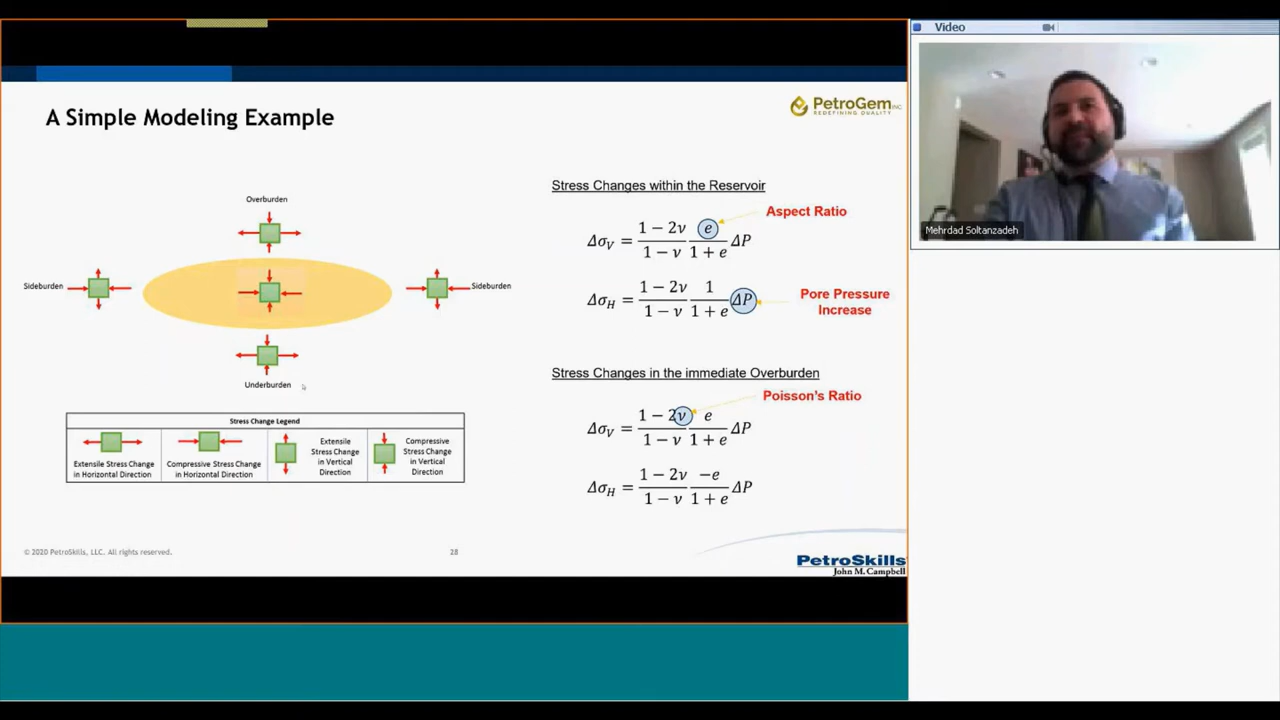 Video
A Simple Modeling Example
PetroGem INC
REDEFINING QUALITY
Overburden
Sideburden
Sideburden
Underburden
Stress Change Legend
Extensile Stress Change
in Horizontal Direction
Compressive Stress Change
in Horizontal Direction
Extensile
Stress Change
in Vertical
Direction
Compressive
Stress Change
in Vertical
Direction
Stress Changes within the Reservoir
Aspect Ratio
Δσ_V = (1 − 2ν)/(1 − ν) e/(1 + e) ΔP
Δσ_H = (1 − 2ν)/(1 − ν) 1/(1 + e) ΔP
Pore Pressure
Increase
Stress Changes in the immediate Overburden
Poisson's Ratio
Δσ_V = (1 − 2ν)/(1 − ν) e/(1 + e) ΔP
Δσ_H = (1 − 2ν)/(1 − ν) −e/(1 + e) ΔP
© 2020 PetroSkills, LLC. All rights reserved.
28
PetroSkills
John M. Campbell
Mehrdad Soltanzadeh